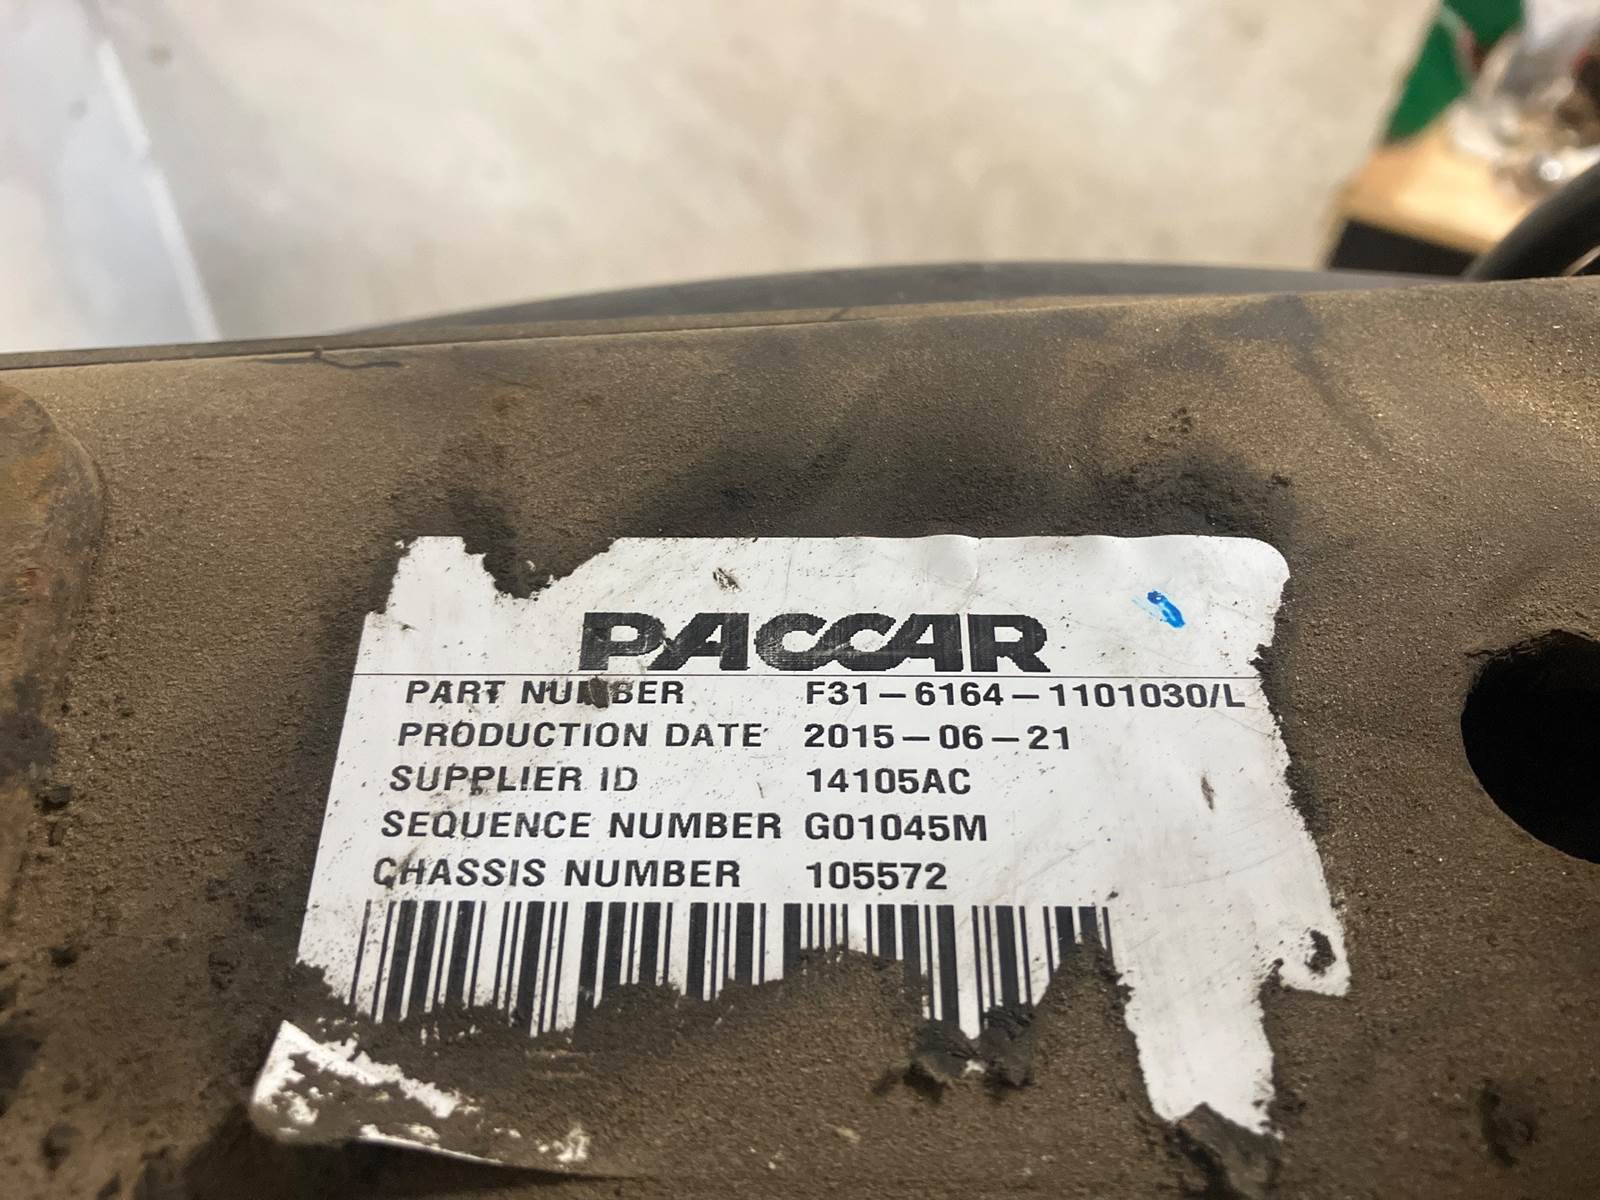 PACCAR
PART NUMBER F31-6164-1101030/L
PRODUCTION DATE 2015-06-21
SUPPLIER ID 14105AC
SEQUENCE NUMBER G01045M
CHASSIS NUMBER 105572